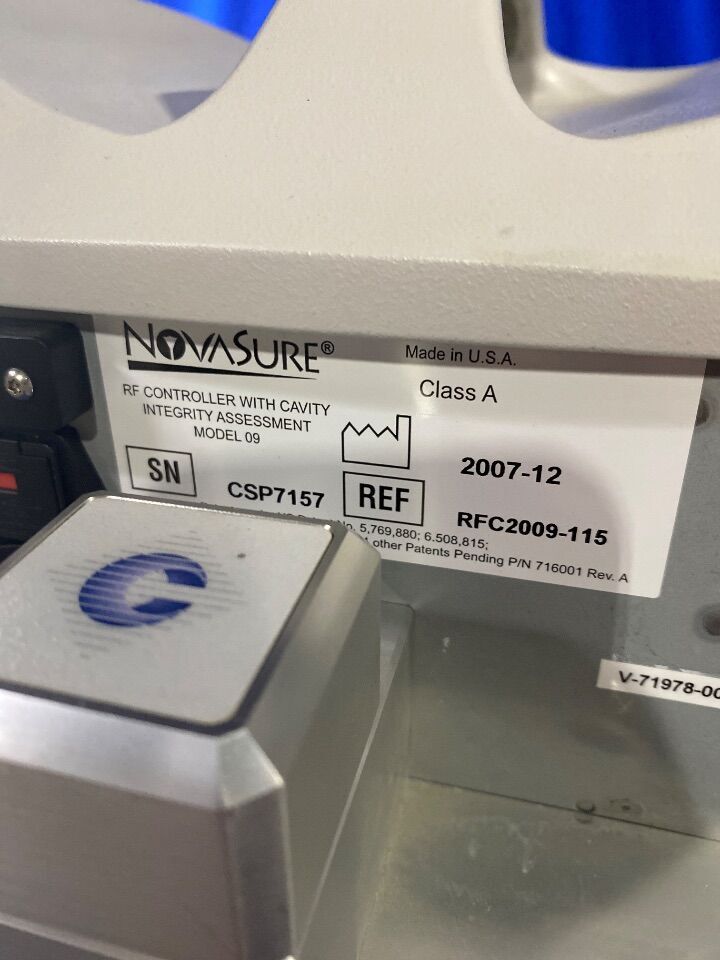 NOVASURE®
Made in U.S.A.
Class A
RF CONTROLLER WITH CAVITY
INTEGRITY ASSESSMENT
MODEL 09
2007-12
SN CSP7157
REF RFC2009-115
No. 5,769,880; 6.508,815;
other Patents Pending P/N 716001 Rev. A
C
V-71978-00